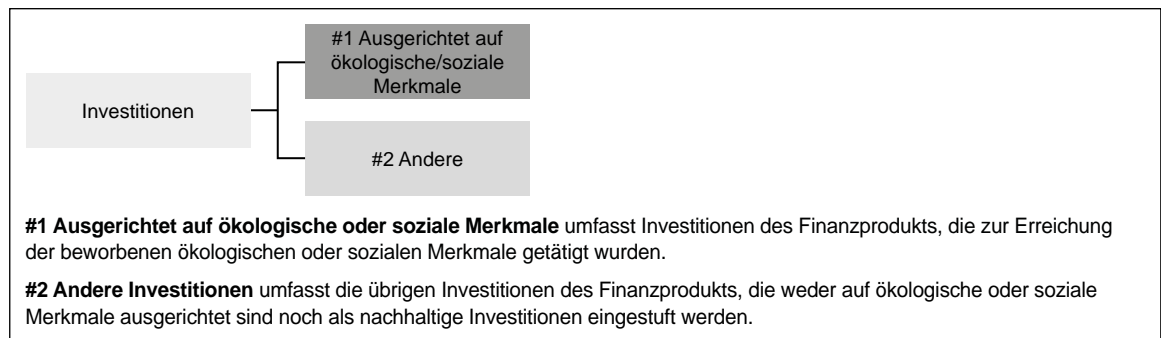 #1 Ausgerichtet auf
ökologische/soziale
Merkmale
Investitionen
#2 Andere
#1 Ausgerichtet auf ökologische oder soziale Merkmale umfasst Investitionen des Finanzprodukts, die zur Erreichung
der beworbenen ökologischen oder sozialen Merkmale getätigt wurden.
#2 Andere Investitionen umfasst die übrigen Investitionen des Finanzprodukts, die weder auf ökologische oder soziale
Merkmale ausgerichtet sind noch als nachhaltige Investitionen eingestuft werden.